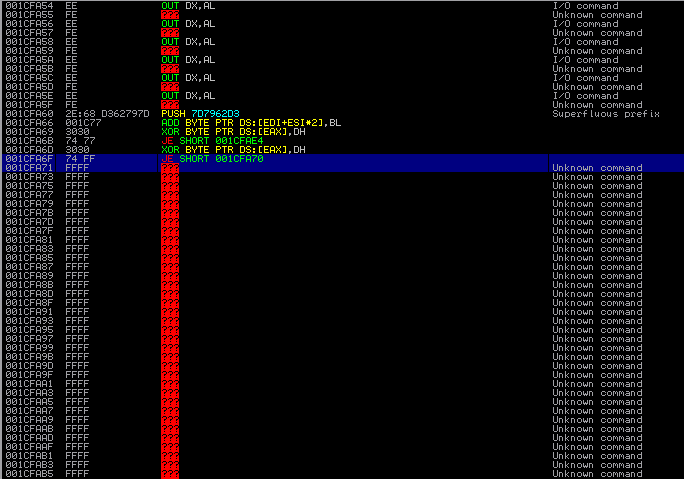 001CFA54 EE OUT DX,AL I/O command
001CFA55 FE ??? Unknown command
001CFA56 EE OUT DX,AL I/O command
001CFA57 FE ??? Unknown command
001CFA58 EE OUT DX,AL I/O command
001CFA59 FE ??? Unknown command
001CFA5A EE OUT DX,AL I/O command
001CFA5B FE ??? Unknown command
001CFA5C EE OUT DX,AL I/O command
001CFA5D FE ??? Unknown command
001CFA5E EE OUT DX,AL I/O command
001CFA5F FE ??? Unknown command
001CFA60 2E:68 D362797D PUSH 7D7962D3 Superfluous prefix
001CFA66 001C77 ADD BYTE PTR DS:[EDI+ESI*2],BL
001CFA69 3030 XOR BYTE PTR DS:[EAX],DH
001CFA6B 74 77 JE SHORT 001CFAE4
001CFA6D 3030 XOR BYTE PTR DS:[EAX],DH
001CFA6F 74 FF JE SHORT 001CFA70
001CFA71 FFFF ??? Unknown command
001CFA73 FFFF ??? Unknown command
001CFA75 FFFF ??? Unknown command
001CFA77 FFFF ??? Unknown command
001CFA79 FFFF ??? Unknown command
001CFA7B FFFF ??? Unknown command
001CFA7D FFFF ??? Unknown command
001CFA7F FFFF ??? Unknown command
001CFA81 FFFF ??? Unknown command
001CFA83 FFFF ??? Unknown command
001CFA85 FFFF ??? Unknown command
001CFA87 FFFF ??? Unknown command
001CFA89 FFFF ??? Unknown command
001CFA8B FFFF ??? Unknown command
001CFA8D FFFF ??? Unknown command
001CFA8F FFFF ??? Unknown command
001CFA91 FFFF ??? Unknown command
001CFA93 FFFF ??? Unknown command
001CFA95 FFFF ??? Unknown command
001CFA97 FFFF ??? Unknown command
001CFA99 FFFF ??? Unknown command
001CFA9B FFFF ??? Unknown command
001CFA9D FFFF ??? Unknown command
001CFA9F FFFF ??? Unknown command
001CFAA1 FFFF ??? Unknown command
001CFAA3 FFFF ??? Unknown command
001CFAA5 FFFF ??? Unknown command
001CFAA7 FFFF ??? Unknown command
001CFAA9 FFFF ??? Unknown command
001CFAAB FFFF ??? Unknown command
001CFAAD FFFF ??? Unknown command
001CFAAF FFFF ??? Unknown command
001CFAB1 FFFF ??? Unknown command
001CFAB3 FFFF ??? Unknown command
001CFAB5 FFFF ??? Unknown command